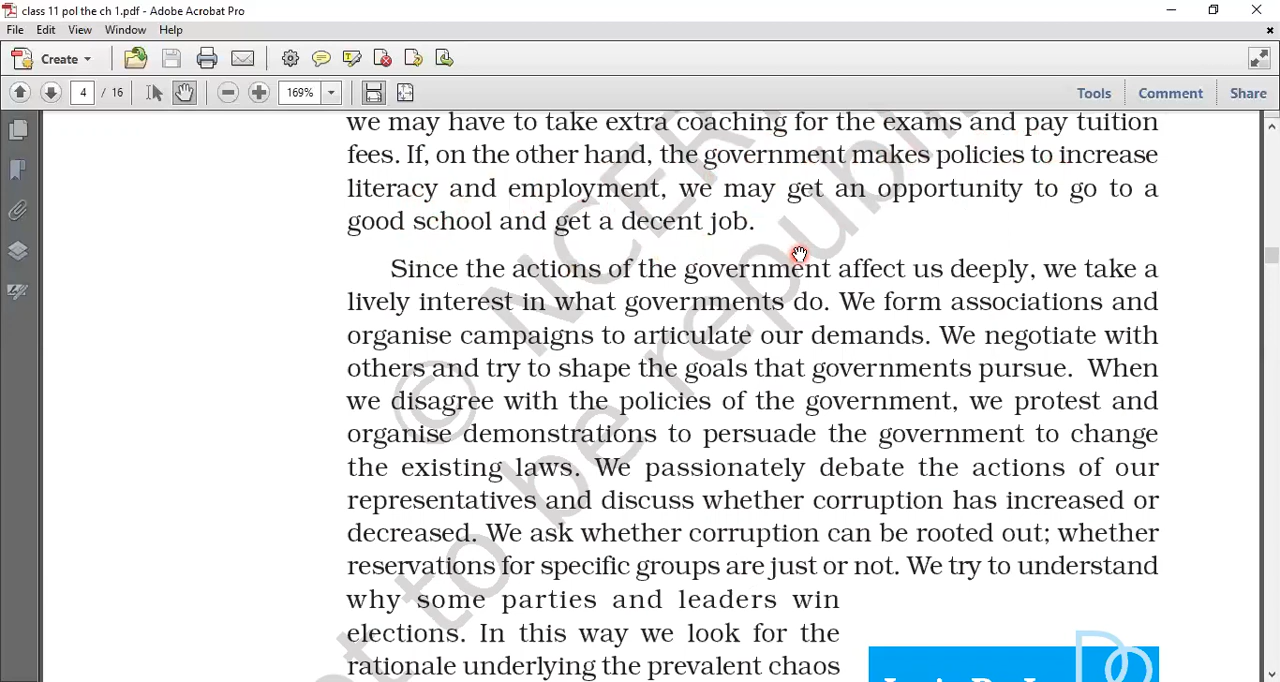 class 11 pol the ch 1.pdf - Adobe Acrobat Pro
File Edit View Window Help
Create
4 / 16 169% Tools Comment Share
we may have to take extra coaching for the exams and pay tuition
fees. If, on the other hand, the government makes policies to increase
literacy and employment, we may get an opportunity to go to a
good school and get a decent job.
Since the actions of the government affect us deeply, we take a
lively interest in what governments do. We form associations and
organise campaigns to articulate our demands. We negotiate with
others and try to shape the goals that governments pursue. When
we disagree with the policies of the government, we protest and
organise demonstrations to persuade the government to change
the existing laws. We passionately debate the actions of our
representatives and discuss whether corruption has increased or
decreased. We ask whether corruption can be rooted out; whether
reservations for specific groups are just or not. We try to understand
why some parties and leaders win
elections. In this way we look for the
rationale underlying the prevalent chaos
© NCER
to be republi